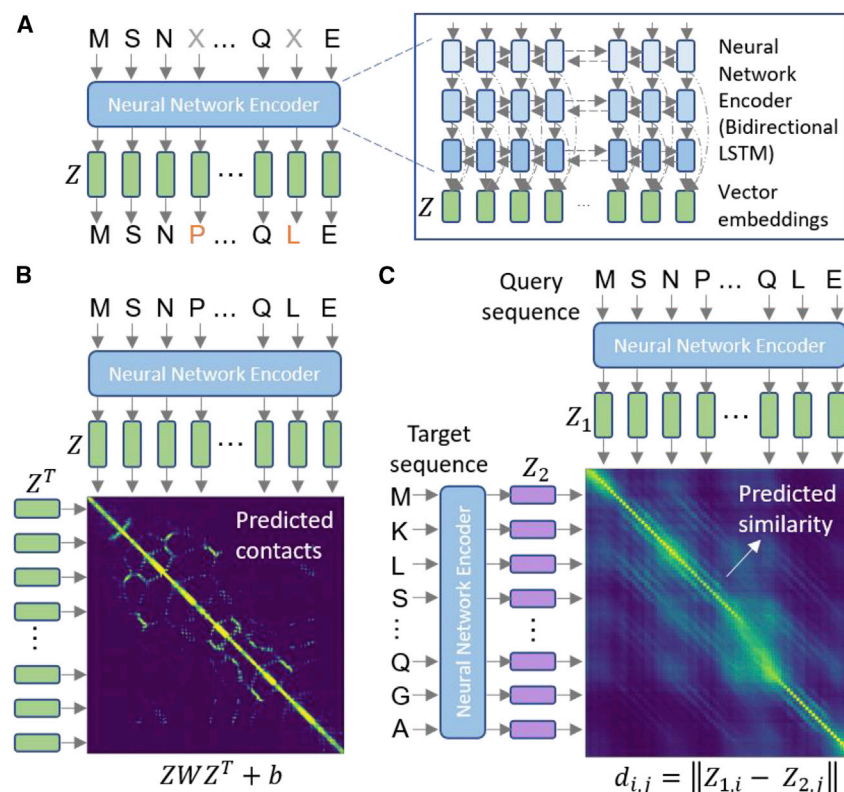 A
M S N X ... Q X E
Neural Network Encoder
Z
M S N P ... Q L E
Neural
Network
Encoder
(Bidirectional
LSTM)
Z
...
Vector
embeddings
B
M S N P ... Q L E
Neural Network Encoder
Z
Z^T
Predicted
contacts
ZWZ^T + b
C
Query
sequence
M S N P ... Q L E
Neural Network Encoder
Z_1
Target
sequence
Z_2
M
K
L
S
⋮
Q
G
A
Neural Network Encoder
Predicted
similarity
d_{i,j} = ‖Z_{1,i} − Z_{2,j}‖